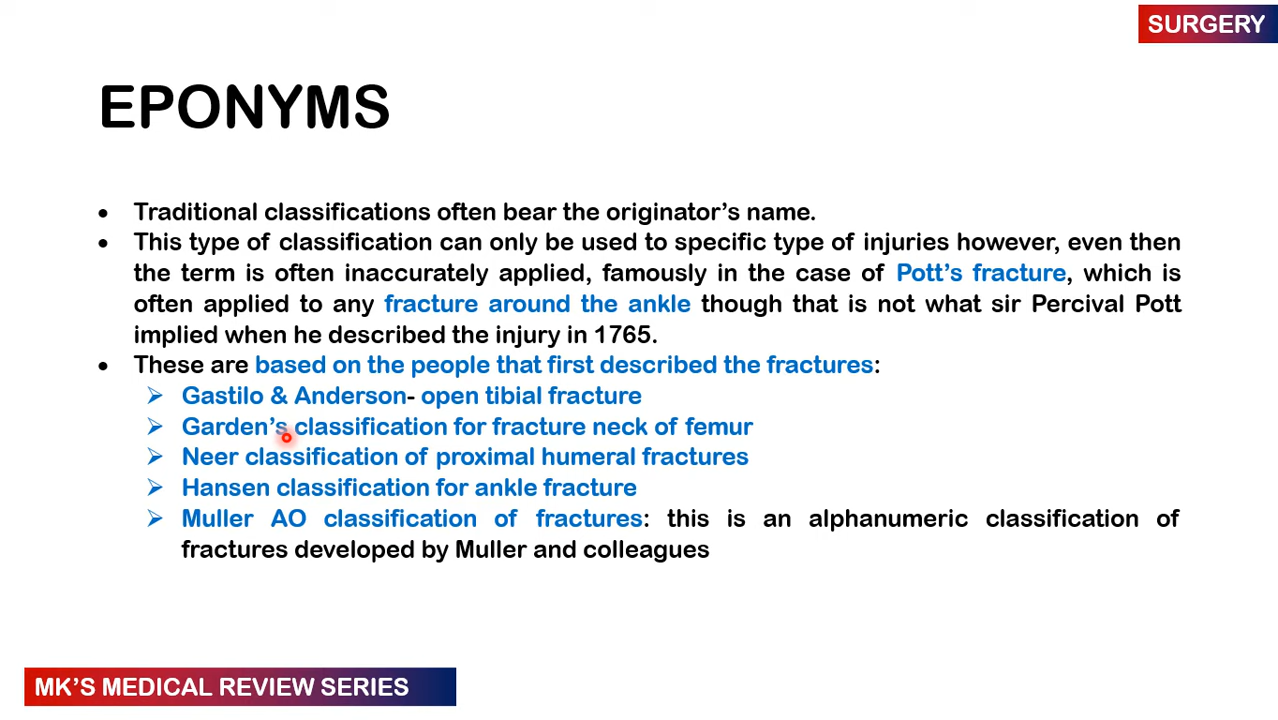 SURGERY
EPONYMS
• Traditional classifications often bear the originator’s name.
• This type of classification can only be used to specific type of injuries however, even then
the term is often inaccurately applied, famously in the case of Pott’s fracture, which is
often applied to any fracture around the ankle though that is not what sir Percival Pott
implied when he described the injury in 1765.
• These are based on the people that first described the fractures:
➢ Gastilo & Anderson- open tibial fracture
➢ Garden’s classification for fracture neck of femur
➢ Neer classification of proximal humeral fractures
➢ Hansen classification for ankle fracture
➢ Muller AO classification of fractures: this is an alphanumeric classification of
fractures developed by Muller and colleagues
MK’S MEDICAL REVIEW SERIES